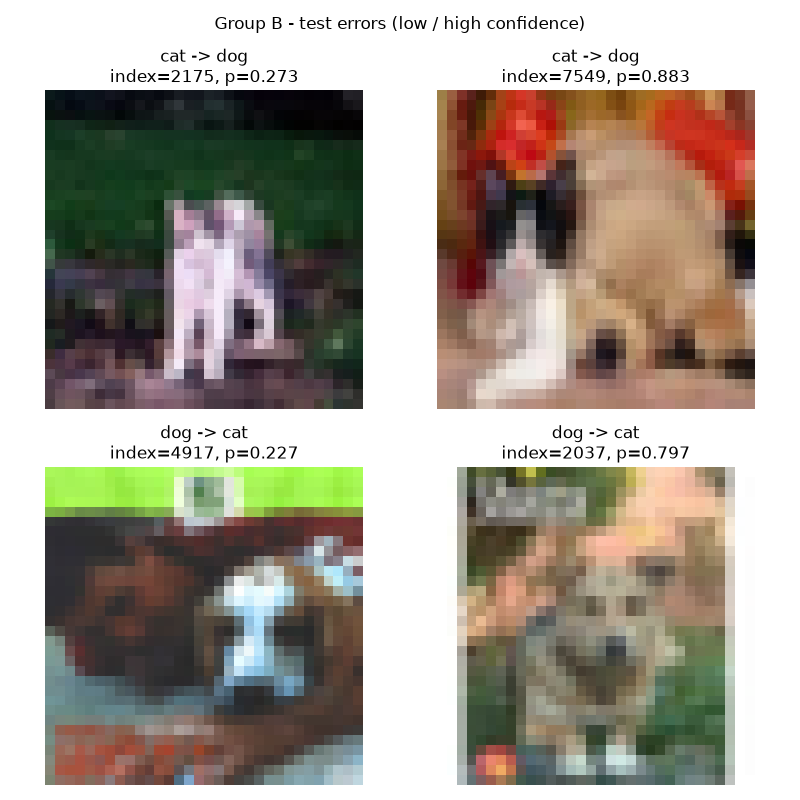 Group B - test errors (low / high confidence)
cat -> dog
index=2175, p=0.273
cat -> dog
index=7549, p=0.883
dog -> cat
index=4917, p=0.227
dog -> cat
index=2037, p=0.797